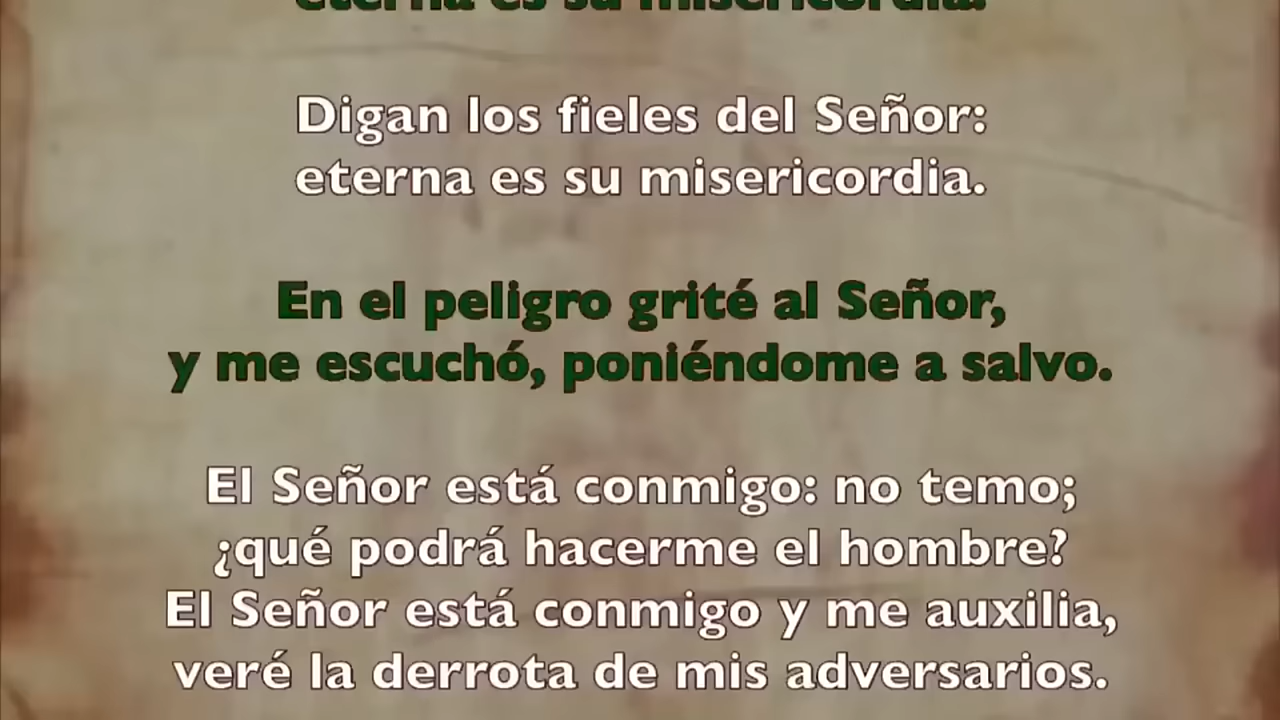 eterna es su misericordia.
Digan los fieles del Señor:
eterna es su misericordia.
En el peligro grité al Señor,
y me escuchó, poniéndome a salvo.
El Señor está conmigo: no temo;
¿qué podrá hacerme el hombre?
El Señor está conmigo y me auxilia,
veré la derrota de mis adversarios.